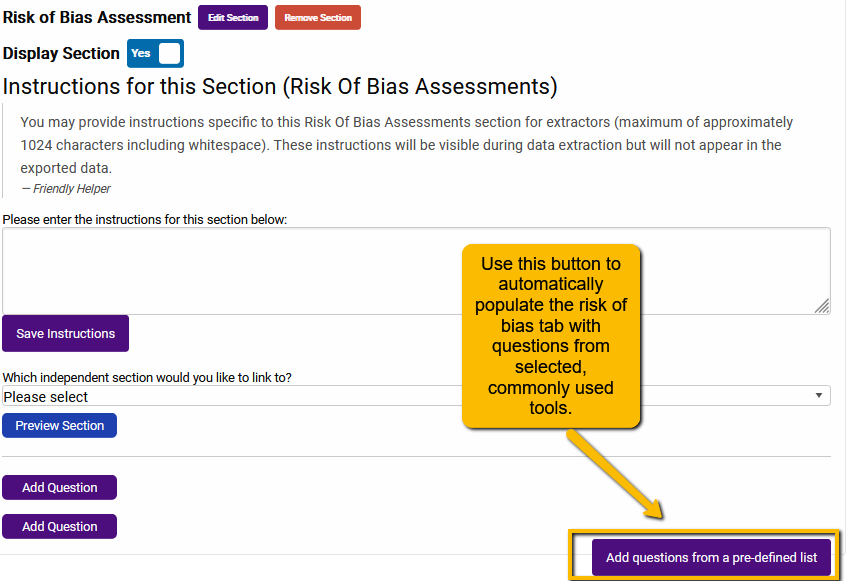 Risk of Bias Assessment Edit Section Remove Section
Display Section Yes
Instructions for this Section (Risk Of Bias Assessments)
You may provide instructions specific to this Risk Of Bias Assessments section for extractors (maximum of approximately
1024 characters including whitespace). These instructions will be visible during data extraction but will not appear in the
exported data.
— Friendly Helper
Please enter the instructions for this section below:
Use this button to
automatically
populate the risk of
bias tab with
questions from
selected,
commonly used
tools.
Save Instructions
Which independent section would you like to link to?
Please select
Preview Section
Add Question
Add Question
Add questions from a pre-defined list